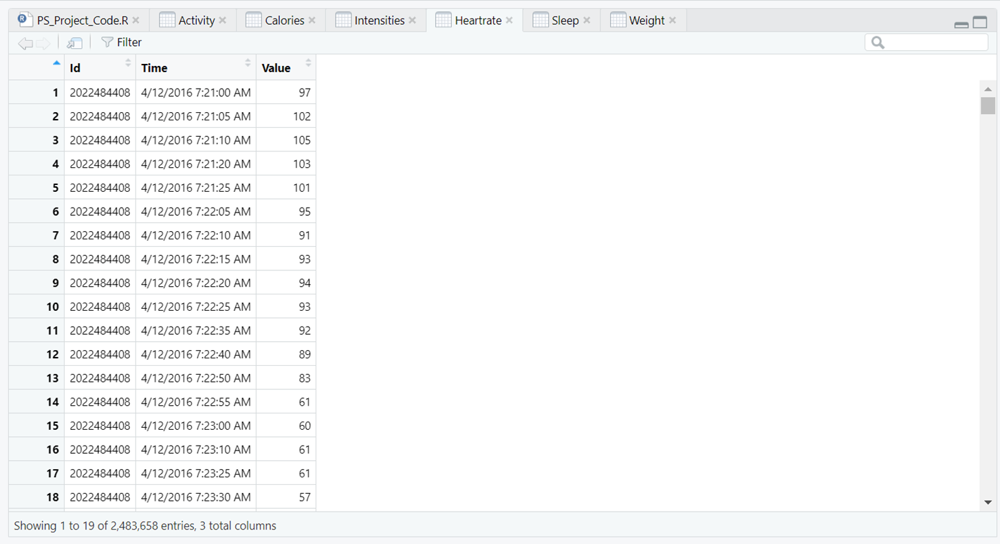 PS_Project_Code.R Activity Calories Intensities Heartrate Sleep Weight
Filter
Id Time Value
1 2022484408 4/12/2016 7:21:00 AM 97
2 2022484408 4/12/2016 7:21:05 AM 102
3 2022484408 4/12/2016 7:21:10 AM 105
4 2022484408 4/12/2016 7:21:20 AM 103
5 2022484408 4/12/2016 7:21:25 AM 101
6 2022484408 4/12/2016 7:22:05 AM 95
7 2022484408 4/12/2016 7:22:10 AM 91
8 2022484408 4/12/2016 7:22:15 AM 93
9 2022484408 4/12/2016 7:22:20 AM 94
10 2022484408 4/12/2016 7:22:25 AM 93
11 2022484408 4/12/2016 7:22:35 AM 92
12 2022484408 4/12/2016 7:22:40 AM 89
13 2022484408 4/12/2016 7:22:50 AM 83
14 2022484408 4/12/2016 7:22:55 AM 61
15 2022484408 4/12/2016 7:23:00 AM 60
16 2022484408 4/12/2016 7:23:10 AM 61
17 2022484408 4/12/2016 7:23:25 AM 61
18 2022484408 4/12/2016 7:23:30 AM 57
Showing 1 to 19 of 2,483,658 entries, 3 total columns